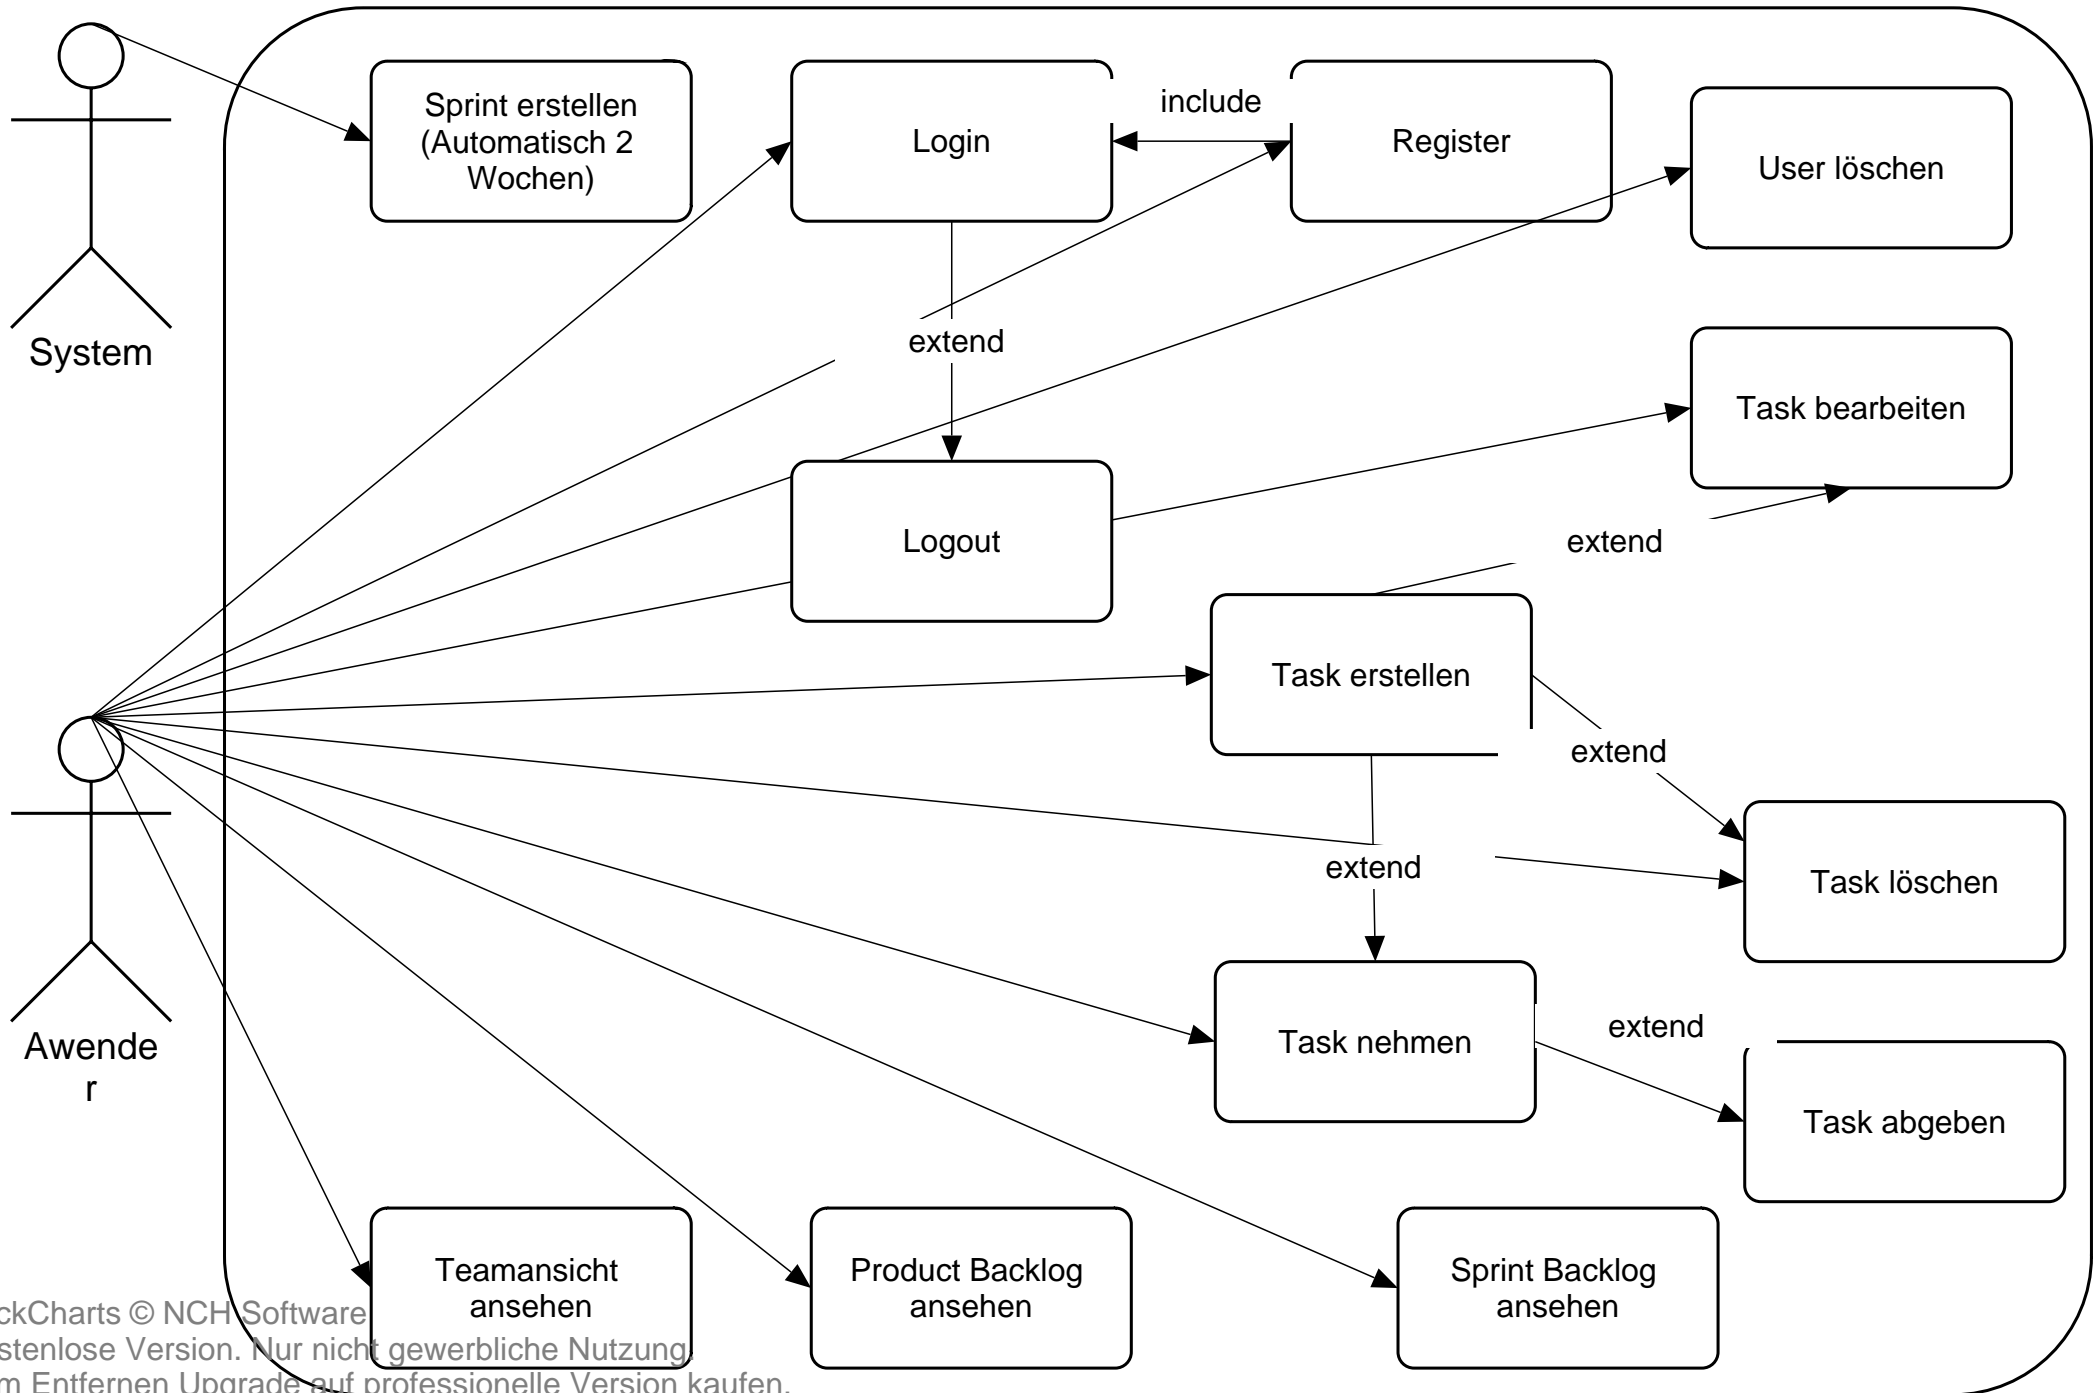 Sprint erstellen
(Automatisch 2
Wochen)
Login
include
Register
User löschen
System
extend
Task bearbeiten
Logout
extend
Task erstellen
extend
extend
Task löschen
Awende
r
Task nehmen
extend
Task abgeben
Teamansicht
ansehen
Product Backlog
ansehen
Sprint Backlog
ansehen
ckCharts © NCH Software
stenlose Version. Nur nicht gewerbliche Nutzung.
m Entfernen Upgrade auf professionelle Version kaufen.